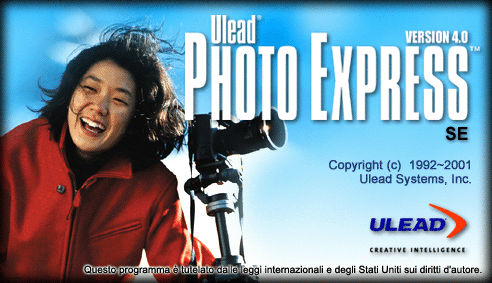 Ulead®
VERSION 4.0
PHOTO EXPRESS™
SE
Copyright (c) 1992~2001
Ulead Systems, Inc.
ULEAD
CREATIVE INTELLIGENCE
Questo programma è tutelato dalle leggi internazionali e degli Stati Uniti sui diritti d'autore.